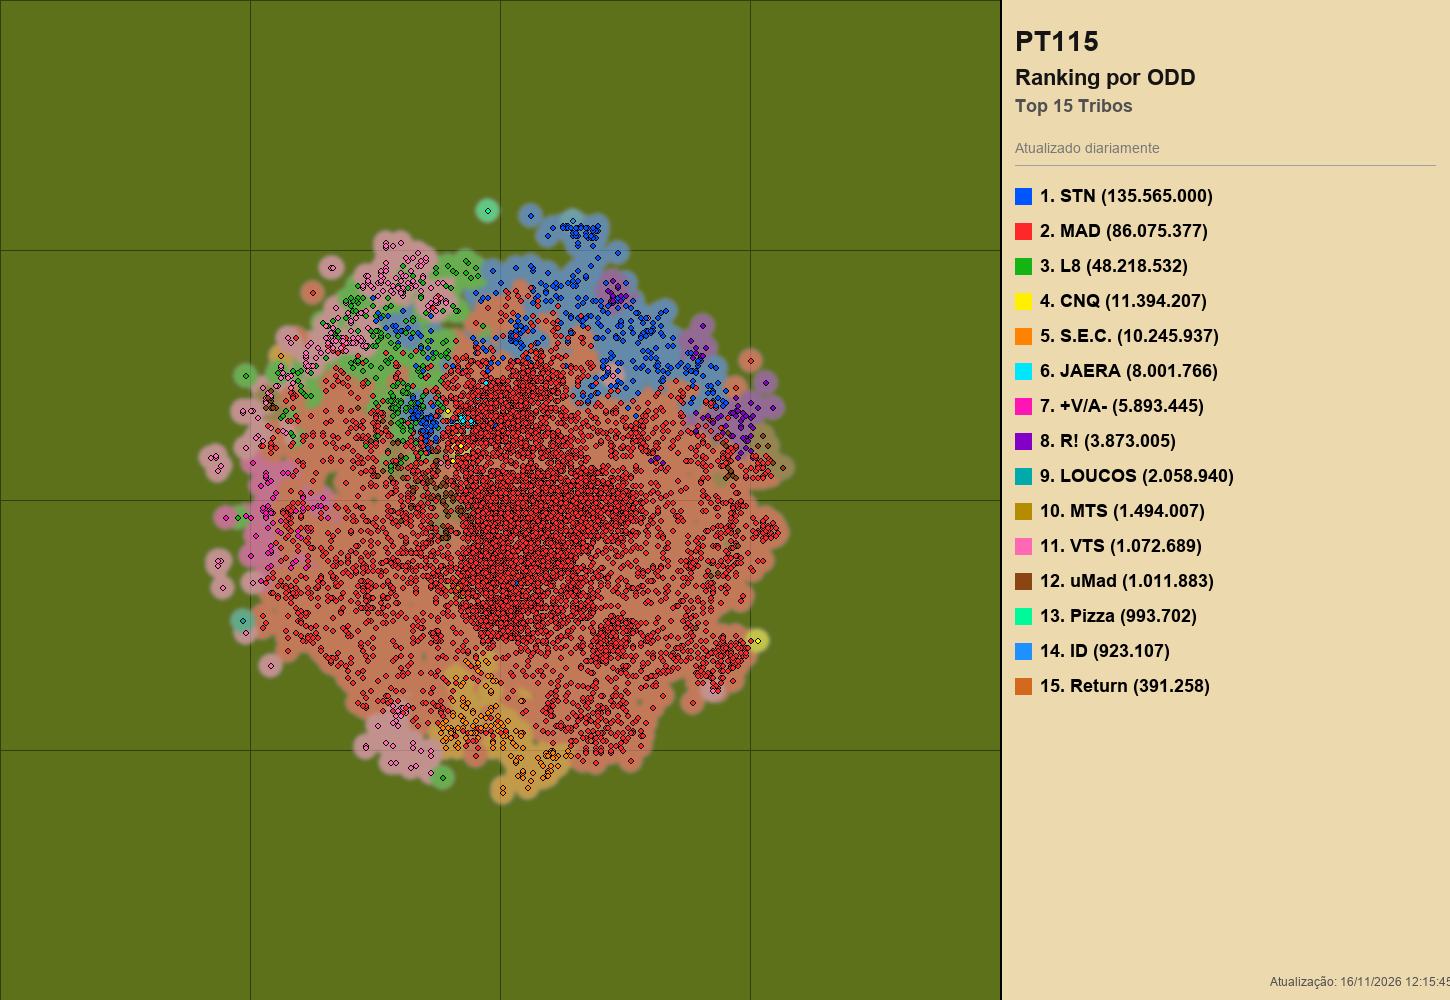 PT115
Ranking por ODD
Top 15 Tribos
Atualizado diariamente
1. STN (135.565.000)
2. MAD (86.075.377)
3. L8 (48.218.532)
4. CNQ (11.394.207)
5. S.E.C. (10.245.937)
6. JAERA (8.001.766)
7. +V/A- (5.893.445)
8. R! (3.873.005)
9. LOUCOS (2.058.940)
10. MTS (1.494.007)
11. VTS (1.072.689)
12. uMad (1.011.883)
13. Pizza (993.702)
14. ID (923.107)
15. Return (391.258)
Atualização: 16/11/2026 12:15:45